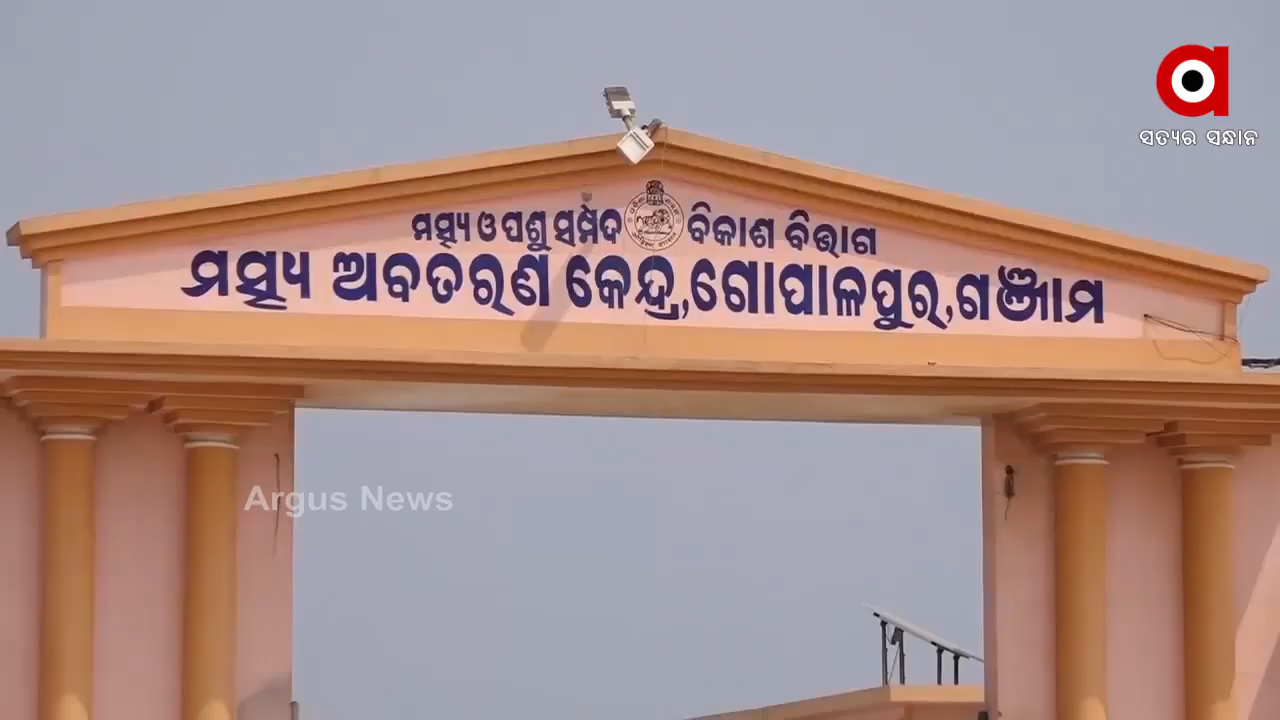 ସତ୍ୟର ସନ୍ଧାନ
ମତ୍ସ୍ୟ ଓ ପଶୁ ସମ୍ପଦ ବିକାଶ ବିଭାଗ
ମତ୍ସ୍ୟ ଅବତରଣ କେନ୍ଦ୍ର,ଗୋପାଳପୁର,ଗଞ୍ଜାମ
Argus News